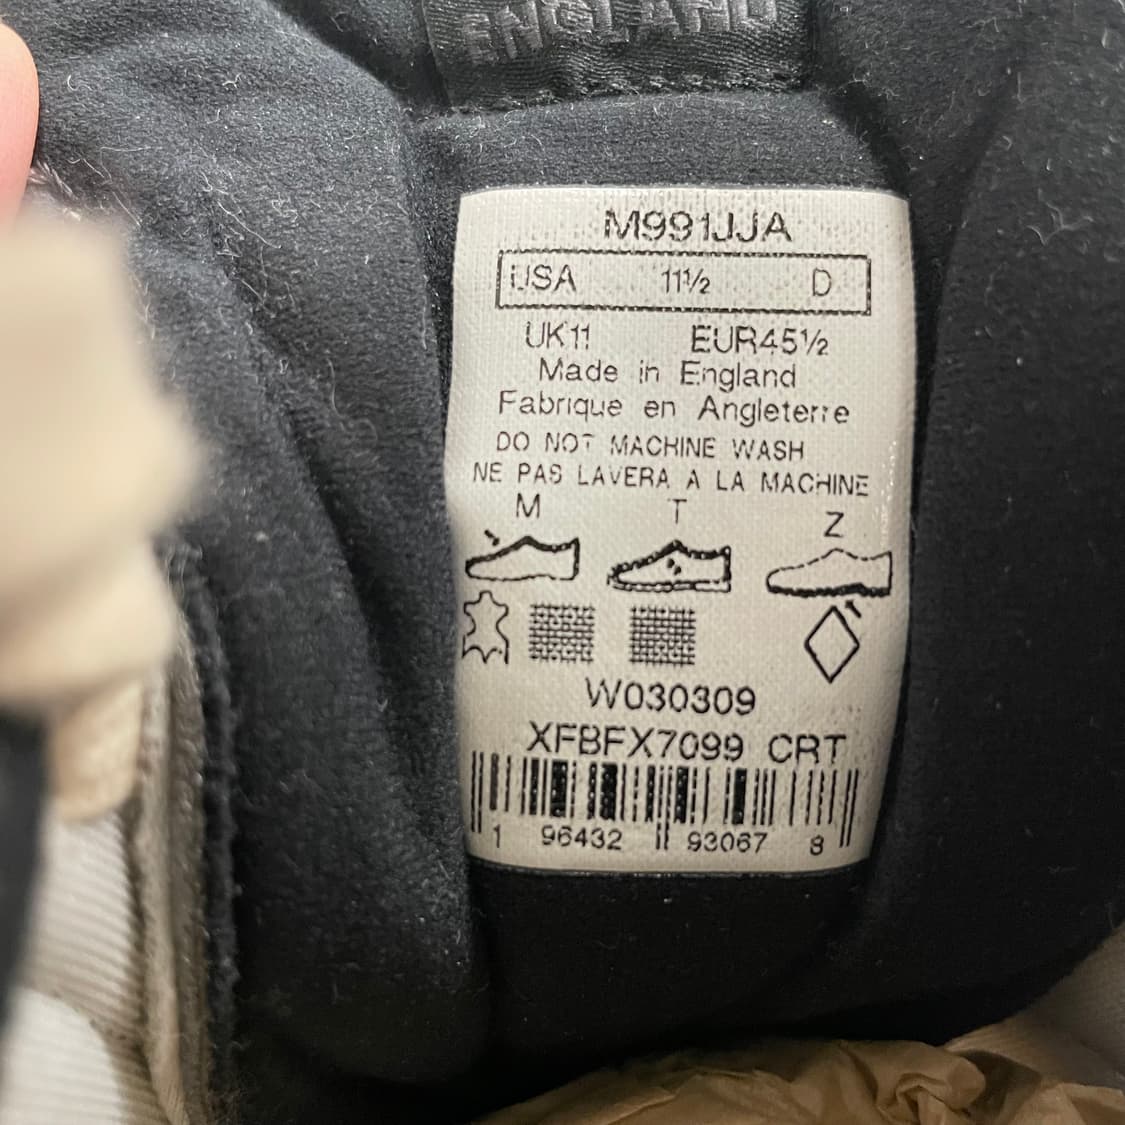 ENGLAND
M991JJA
USA 11½ D
UK11 EUR45½
Made in England
Fabrique en Angleterre
DO NOT MACHINE WASH
NE PAS LAVERA A LA MACHINE
M T Z
W030309
XFBFX7099 CRT
1 96432 93067 8